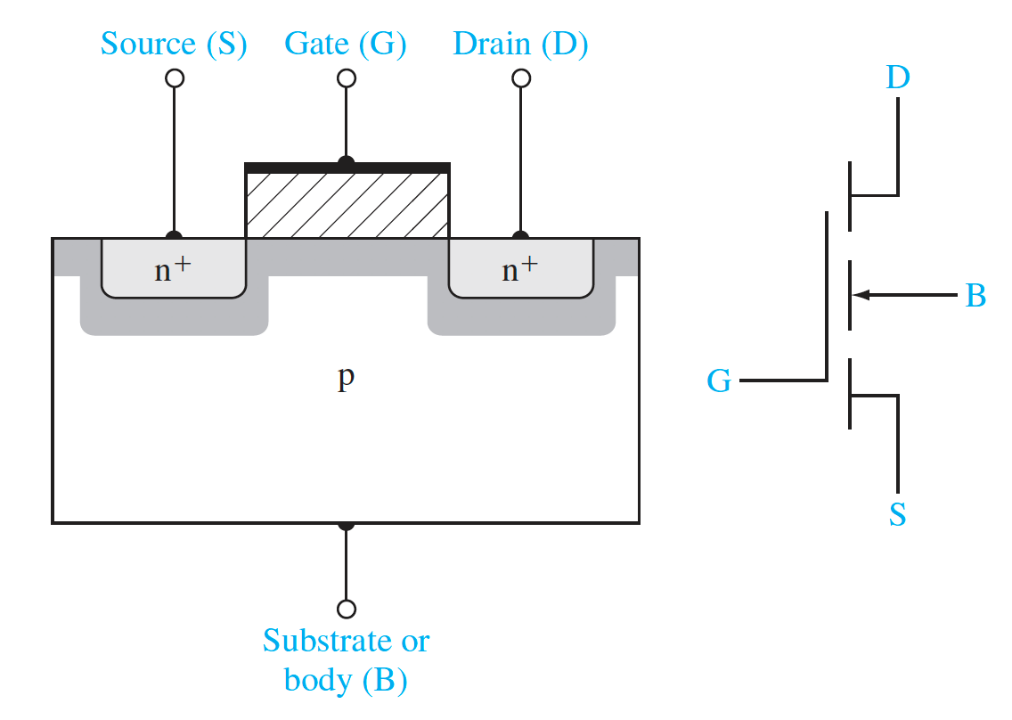 Source (S)
Gate (G)
Drain (D)
n+
n+
p
Substrate or
body (B)
D
B
G
S